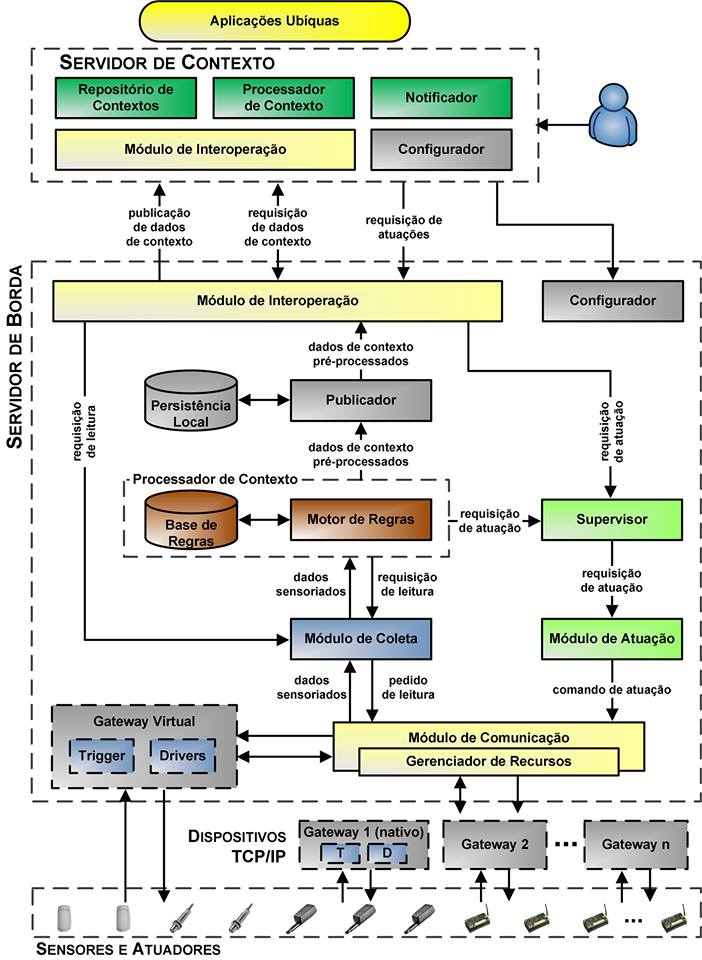 Aplicações Ubíquas
SERVIDOR DE CONTEXTO
Repositório de
Contextos
Processador
de Contexto
Notificador
Módulo de Interoperação
Configurador
publicação
de dados
de contexto
requisição
de dados
de contexto
requisição de
atuações
SERVIDOR DE BORDA
Módulo de Interoperação
Configurador
dados de contexto
pré-processados
Persistência
Local
Publicador
requisição
de leitura
requisição
de atuação
dados de contexto
pré-processados
Processador de Contexto
Base de
Regras
Motor de Regras
requisição
de atuação
Supervisor
dados
sensoriados
requisição
de leitura
requisição
de atuação
Módulo de Coleta
Módulo de Atuação
dados
sensoriados
pedido
de leitura
comando de atuação
Gateway Virtual
Trigger
Drivers
Módulo de Comunicação
Gerenciador de Recursos
DISPOSITIVOS
TCP/IP
Gateway 1 (nativo)
T
D
Gateway 2
...
Gateway n
...
SENSORES E ATUADORES